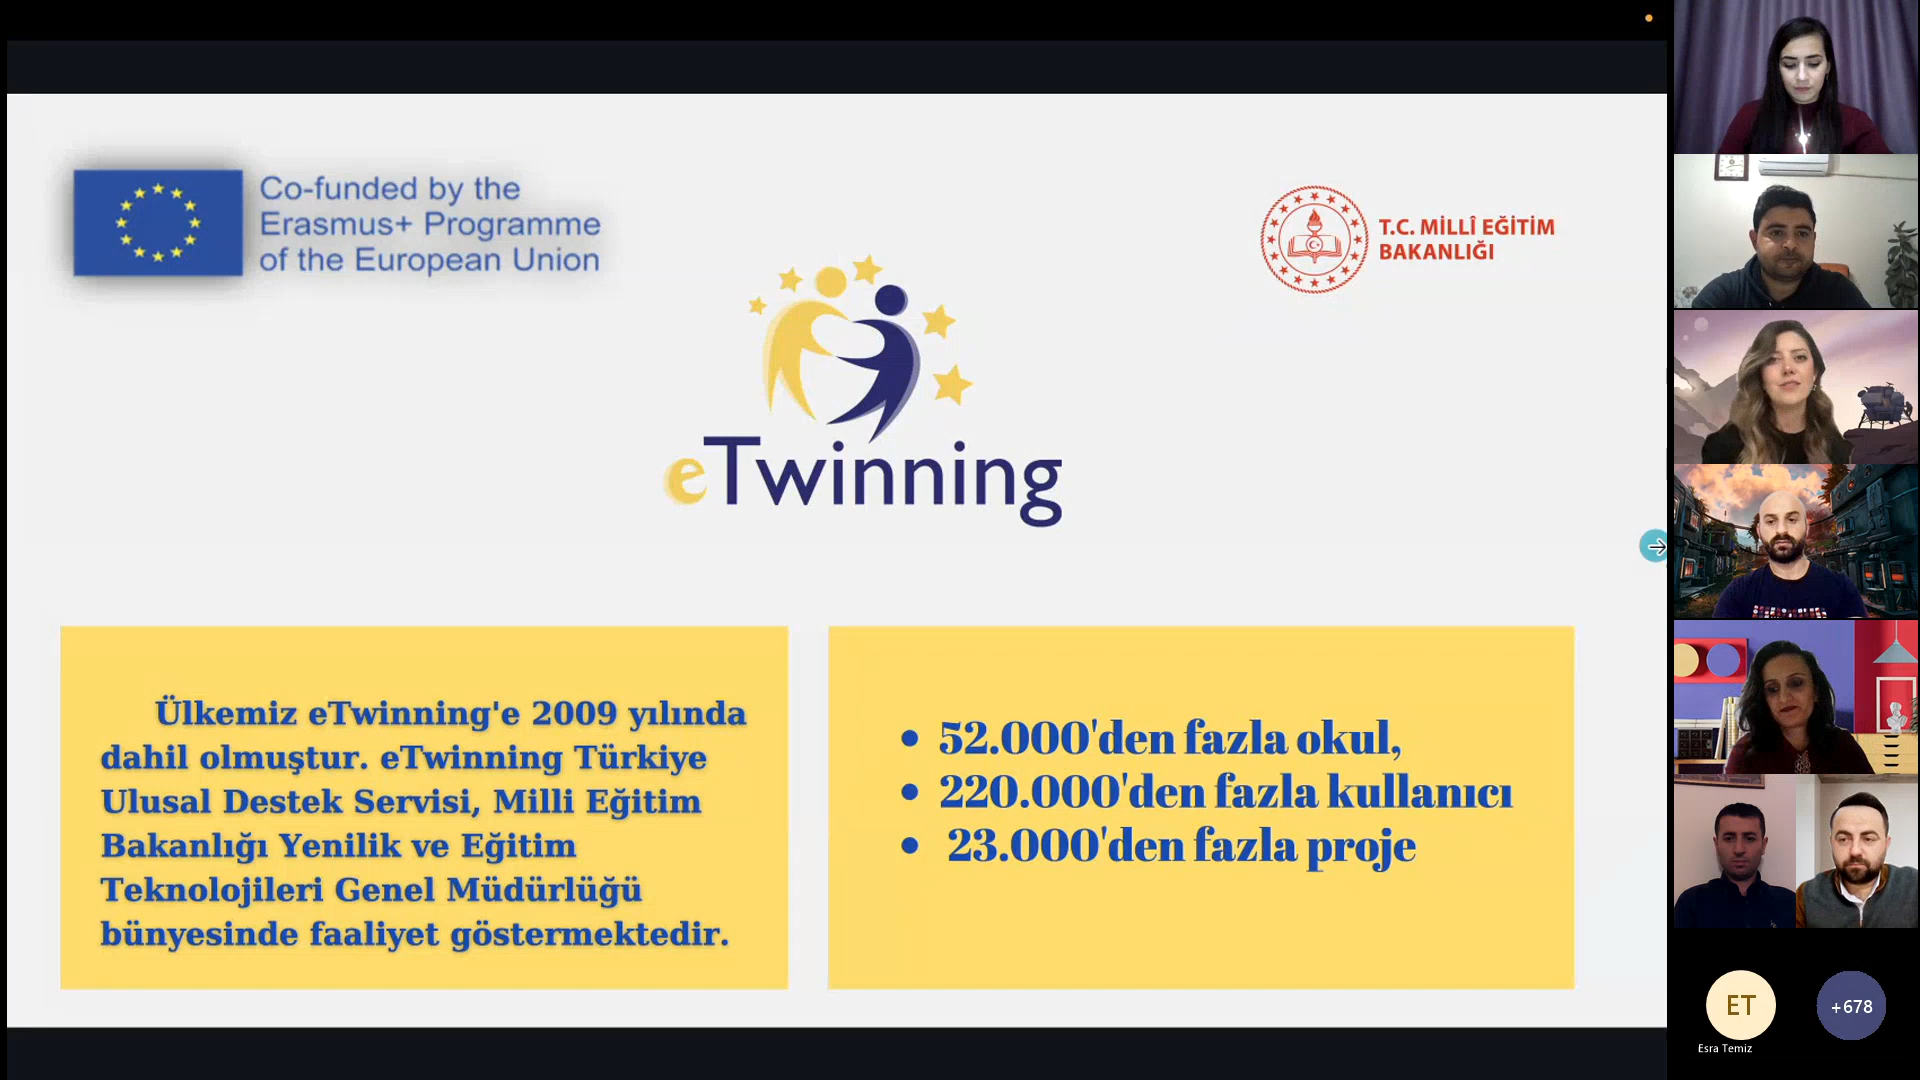 Co-funded by the
Erasmus+ Programme
of the European Union
T.C. MİLLÎ EĞİTİM
BAKANLIĞI
eTwinning
Ülkemiz eTwinning'e 2009 yılında
dahil olmuştur. eTwinning Türkiye
Ulusal Destek Servisi, Milli Eğitim
Bakanlığı Yenilik ve Eğitim
Teknolojileri Genel Müdürlüğü
bünyesinde faaliyet göstermektedir.
• 52.000'den fazla okul,
• 220.000'den fazla kullanıcı
• 23.000'den fazla proje
ET
+678
Esra Temiz